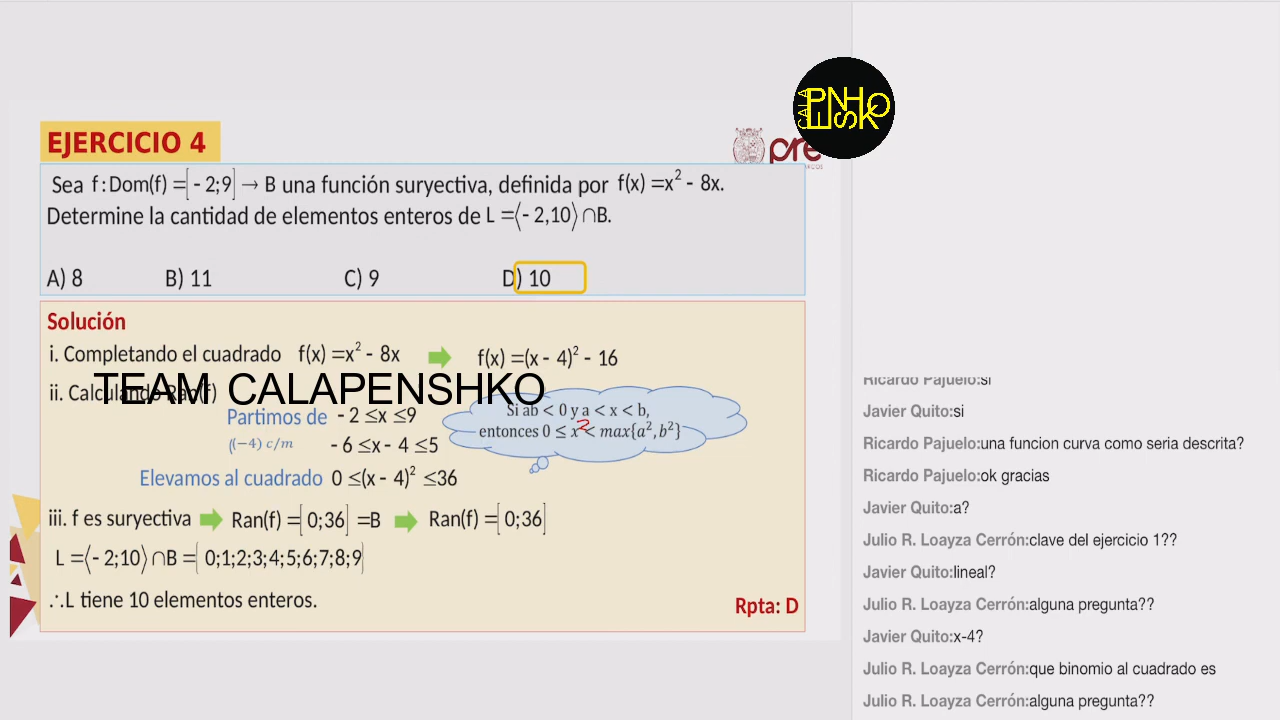 CALA
PENHSKO
EJERCICIO 4
pre
Sea f : Dom(f) =[- 2;9] → B una función suryectiva, definida por f(x) =x² - 8x.
Determine la cantidad de elementos enteros de L =⟨- 2,10⟩ ∩B.
A) 8 B) 11 C) 9 D) 10
Solución
i. Completando el cuadrado f(x) =x² - 8x f(x) =(x - 4)² - 16
ii. Calculando Ran(f)
TEAM CALAPENSHKO
Partimos de - 2 ≤x ≤9
((−4) c/m - 6 ≤x - 4 ≤5
Si ab < 0 y a < x < b,
entonces 0 ≤ x² < max{a², b²}
Elevamos al cuadrado 0 ≤(x - 4)² ≤36
iii. f es suryectiva Ran(f) =[ 0;36] =B Ran(f) =[ 0;36]
L =⟨- 2;10⟩ ∩B ={ 0;1;2;3;4;5;6;7;8;9}
∴L tiene 10 elementos enteros.
Rpta: D
Ricardo Pajuelo:si
Javier Quito:si
Ricardo Pajuelo:una funcion curva como seria descrita?
Ricardo Pajuelo:ok gracias
Javier Quito:a?
Julio R. Loayza Cerrón:clave del ejercicio 1??
Javier Quito:lineal?
Julio R. Loayza Cerrón:alguna pregunta??
Javier Quito:x-4?
Julio R. Loayza Cerrón:que binomio al cuadrado es
Julio R. Loayza Cerrón:alguna pregunta??